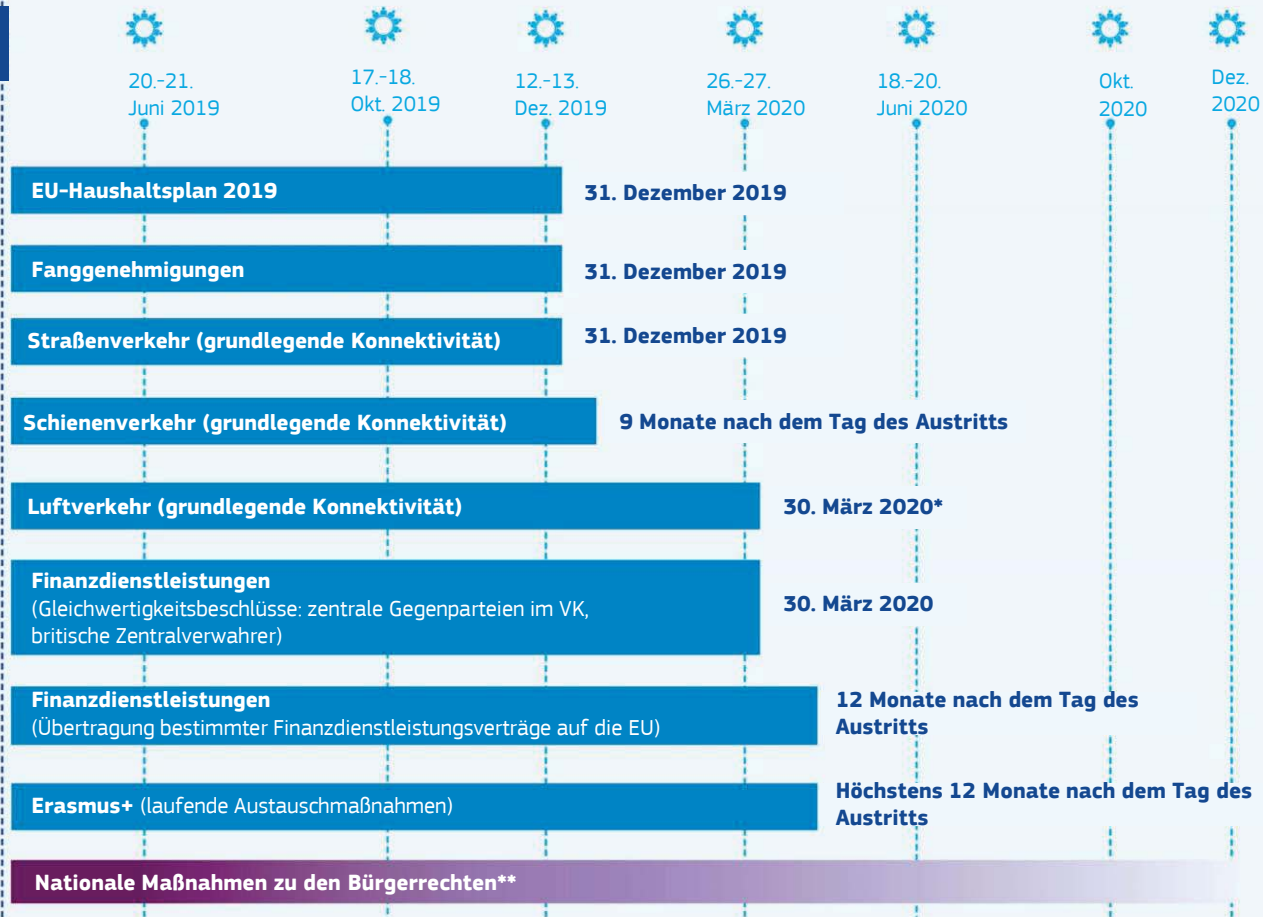 20.-21.
Juni 2019
17.-18.
Okt. 2019
12.-13.
Dez. 2019
26.-27.
März 2020
18.-20.
Juni 2020
Okt.
2020
Dez.
2020
EU-Haushaltsplan 2019
31. Dezember 2019
Fanggenehmigungen
31. Dezember 2019
Straßenverkehr (grundlegende Konnektivität)
31. Dezember 2019
Schienenverkehr (grundlegende Konnektivität)
9 Monate nach dem Tag des Austritts
Luftverkehr (grundlegende Konnektivität)
30. März 2020*
Finanzdienstleistungen
(Gleichwertigkeitsbeschlüsse: zentrale Gegenparteien im VK,
britische Zentralverwahrer)
30. März 2020
Finanzdienstleistungen
(Übertragung bestimmter Finanzdienstleistungsverträge auf die EU)
12 Monate nach dem Tag des
Austritts
Erasmus+ (laufende Austauschmaßnahmen)
Höchstens 12 Monate nach dem Tag des
Austritts
Nationale Maßnahmen zu den Bürgerrechten**